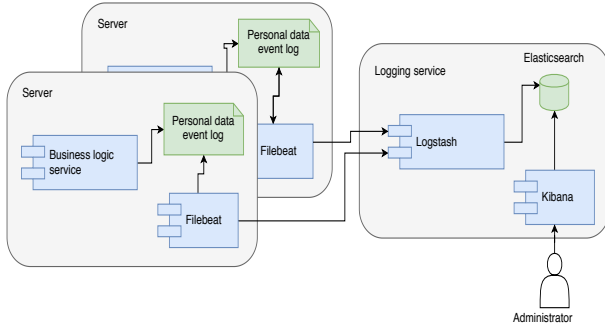 Server
Personal data
event log
Filebeat
Server
Personal data
event log
Business logic
service
Filebeat
Logging service
Elasticsearch
Logstash
Kibana
Administrator